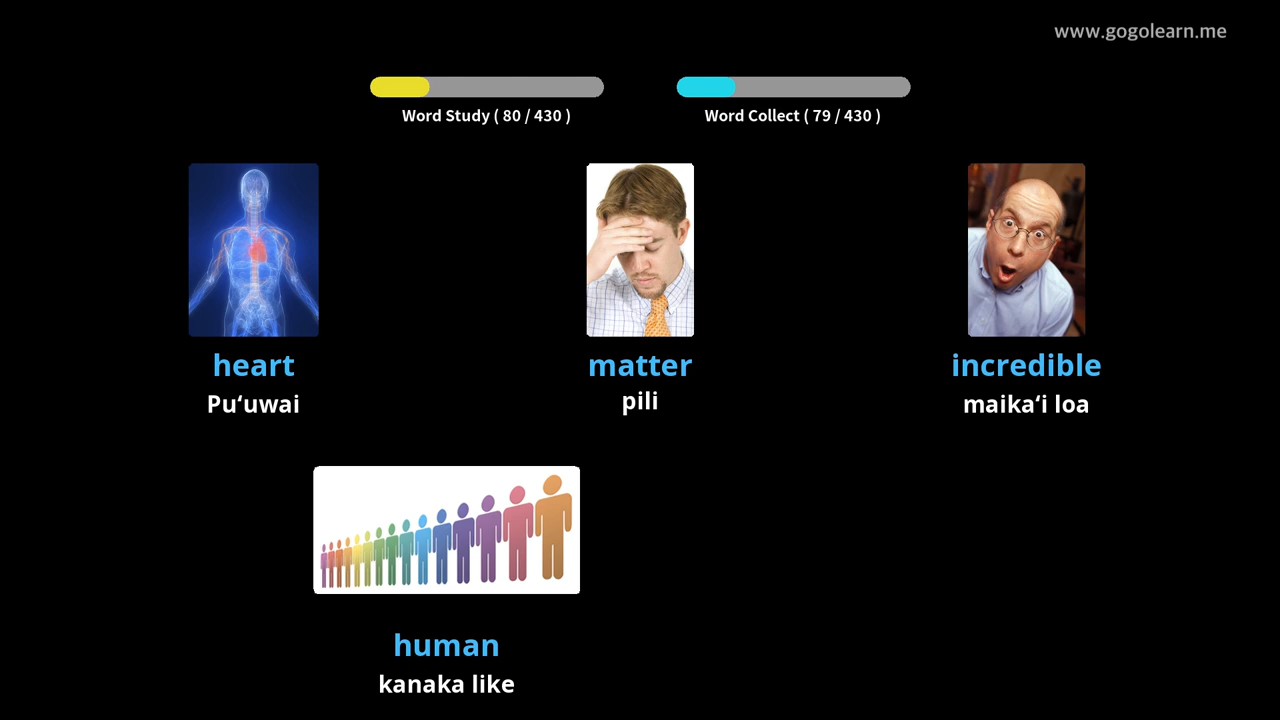 www.gogolearn.me
Word Study ( 80 / 430 )
Word Collect ( 79 / 430 )
heart
matter
incredible
Puʻuwai
pili
maikaʻi loa
human
kanaka like